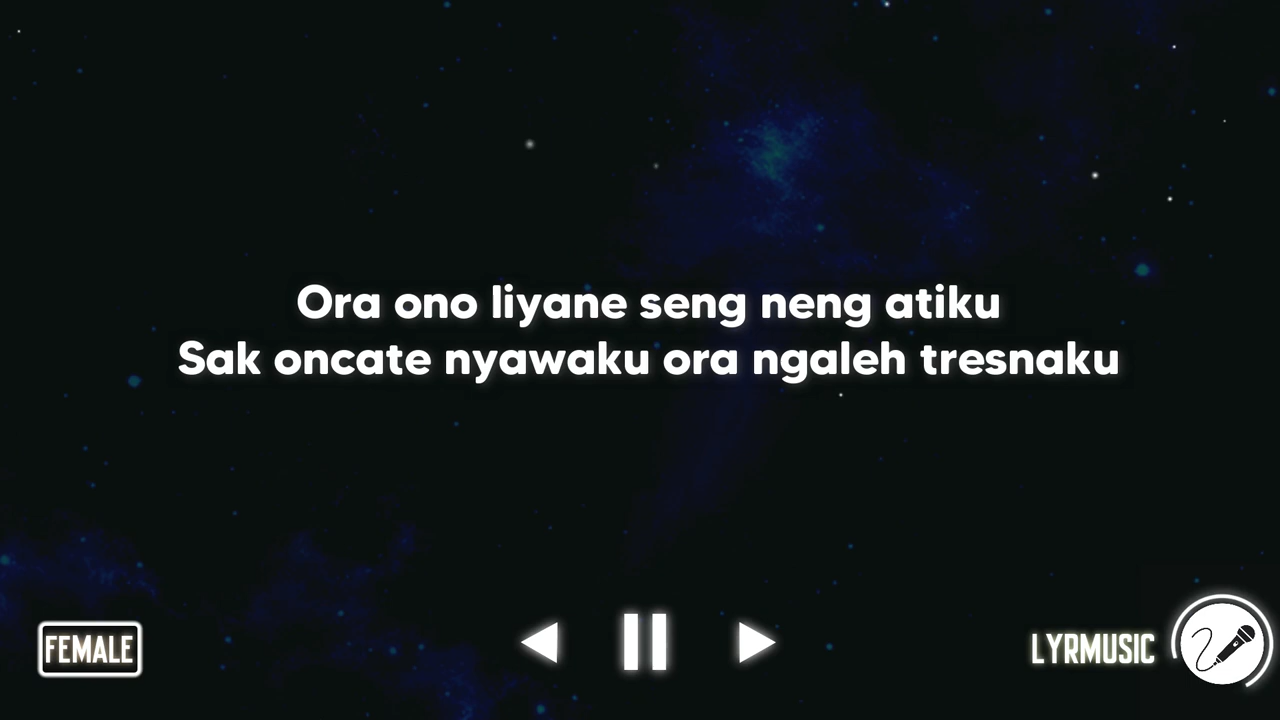 Ora ono liyane seng neng atiku
Sak oncate nyawaku ora ngaleh tresnaku
FEMALE
LYRMUSIC